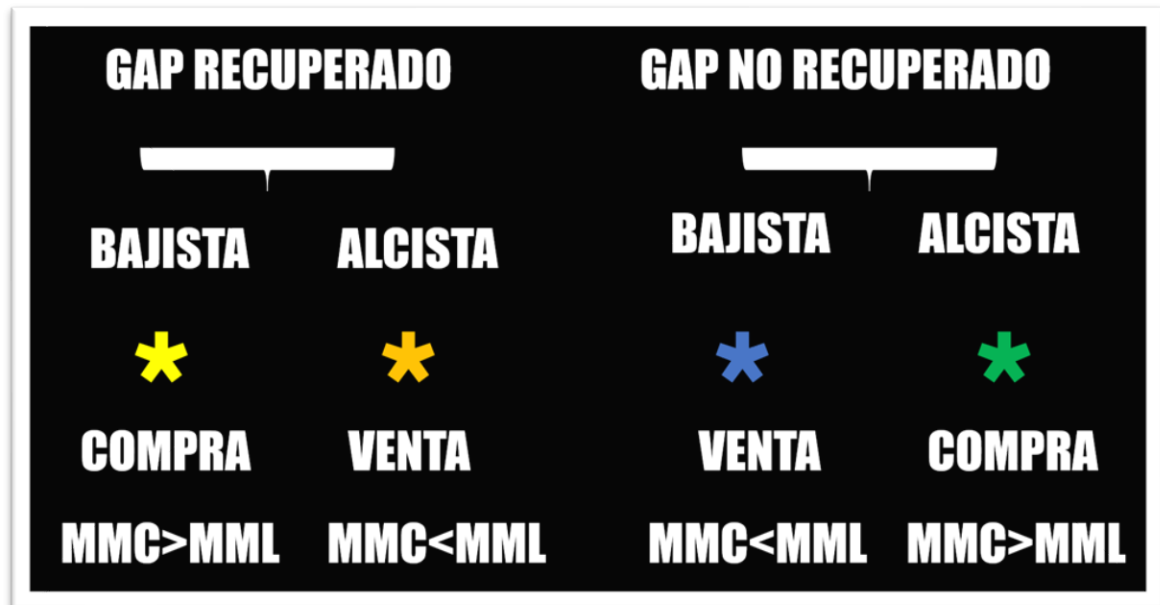 GAP RECUPERADO
GAP NO RECUPERADO
BAJISTA
ALCISTA
BAJISTA
ALCISTA
*
*
*
*
COMPRA
VENTA
VENTA
COMPRA
MMC>MML
MMC<MML
MMC<MML
MMC>MML